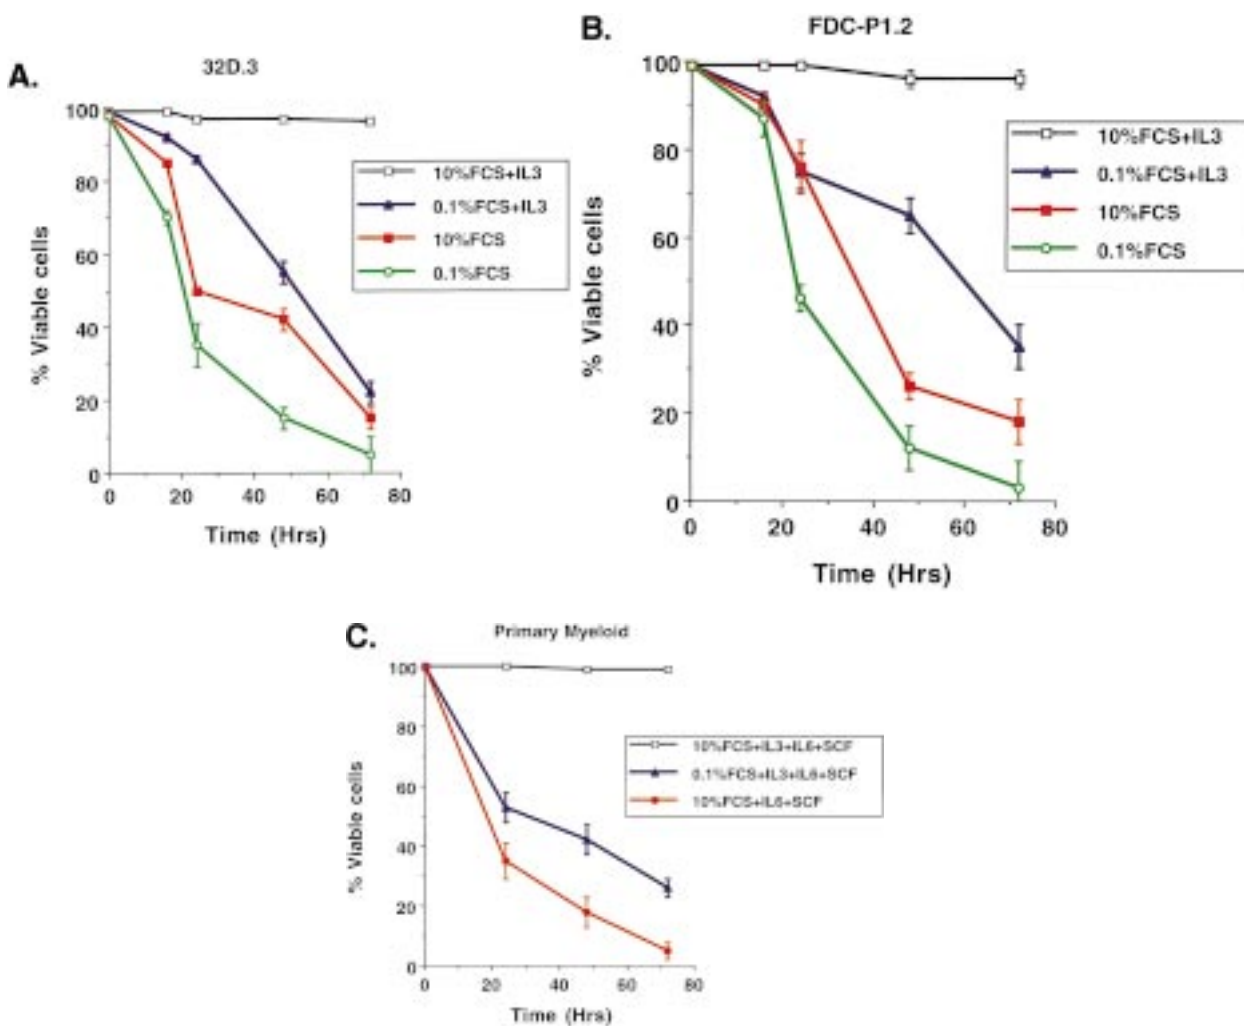 A.
32D.3
% Viable cells
100
80
60
40
20
0
0 20 40 60 80
Time (Hrs)
10%FCS+IL3
0.1%FCS+IL3
10%FCS
0.1%FCS
B.
FDC-P1.2
% Viable cells
100
80
60
40
20
0
0 20 40 60 80
Time (Hrs)
10%FCS+IL3
0.1%FCS+IL3
10%FCS
0.1%FCS
C.
Primary Myeloid
% Viable cells
100
80
60
40
20
0
0 20 40 60 80
Time (Hrs)
10%FCS+IL3+IL6+SCF
0.1%FCS+IL3+IL6+SCF
10%FCS+IL6+SCF